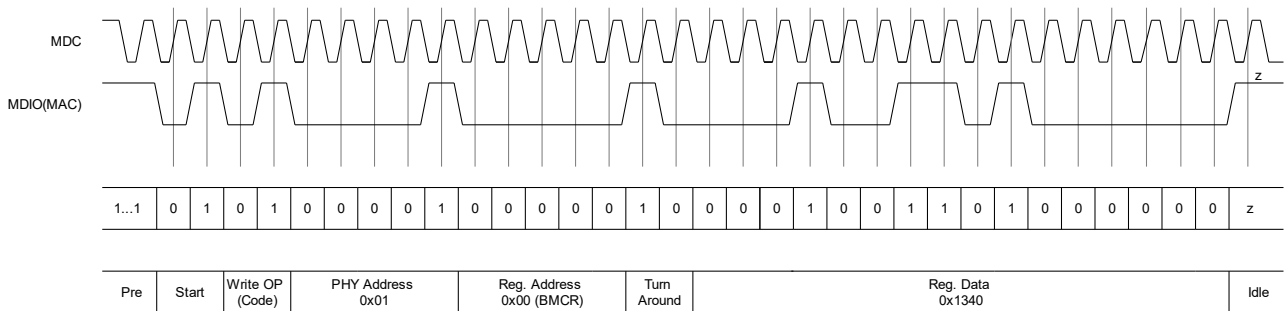 MDC
z
MDIO(MAC)
1...1 0 1 0 1 0 0 0 0 1 0 0 0 0 0 1 0 0 0 0 1 0 0 1 1 0 1 0 0 0 0 0 0 z
Pre
Start
Write OP
(Code)
PHY Address
0x01
Reg. Address
0x00 (BMCR)
Turn
Around
Reg. Data
0x1340
Idle